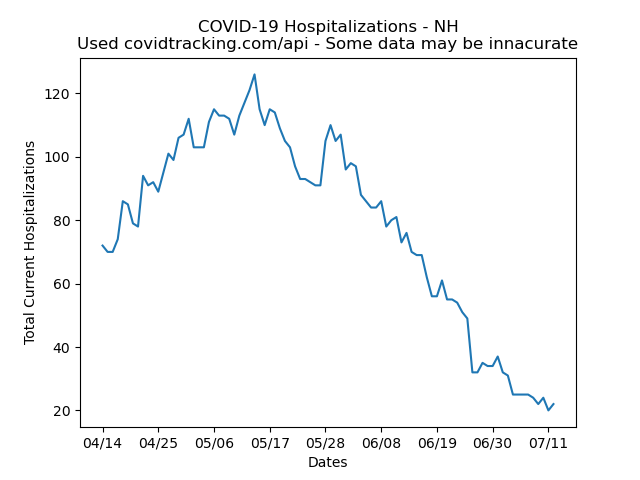 COVID-19 Hospitalizations - NH
Used covidtracking.com/api - Some data may be innacurate
Total Current Hospitalizations
120
100
80
60
40
20
04/14 04/25 05/06 05/17 05/28 06/08 06/19 06/30 07/11
Dates